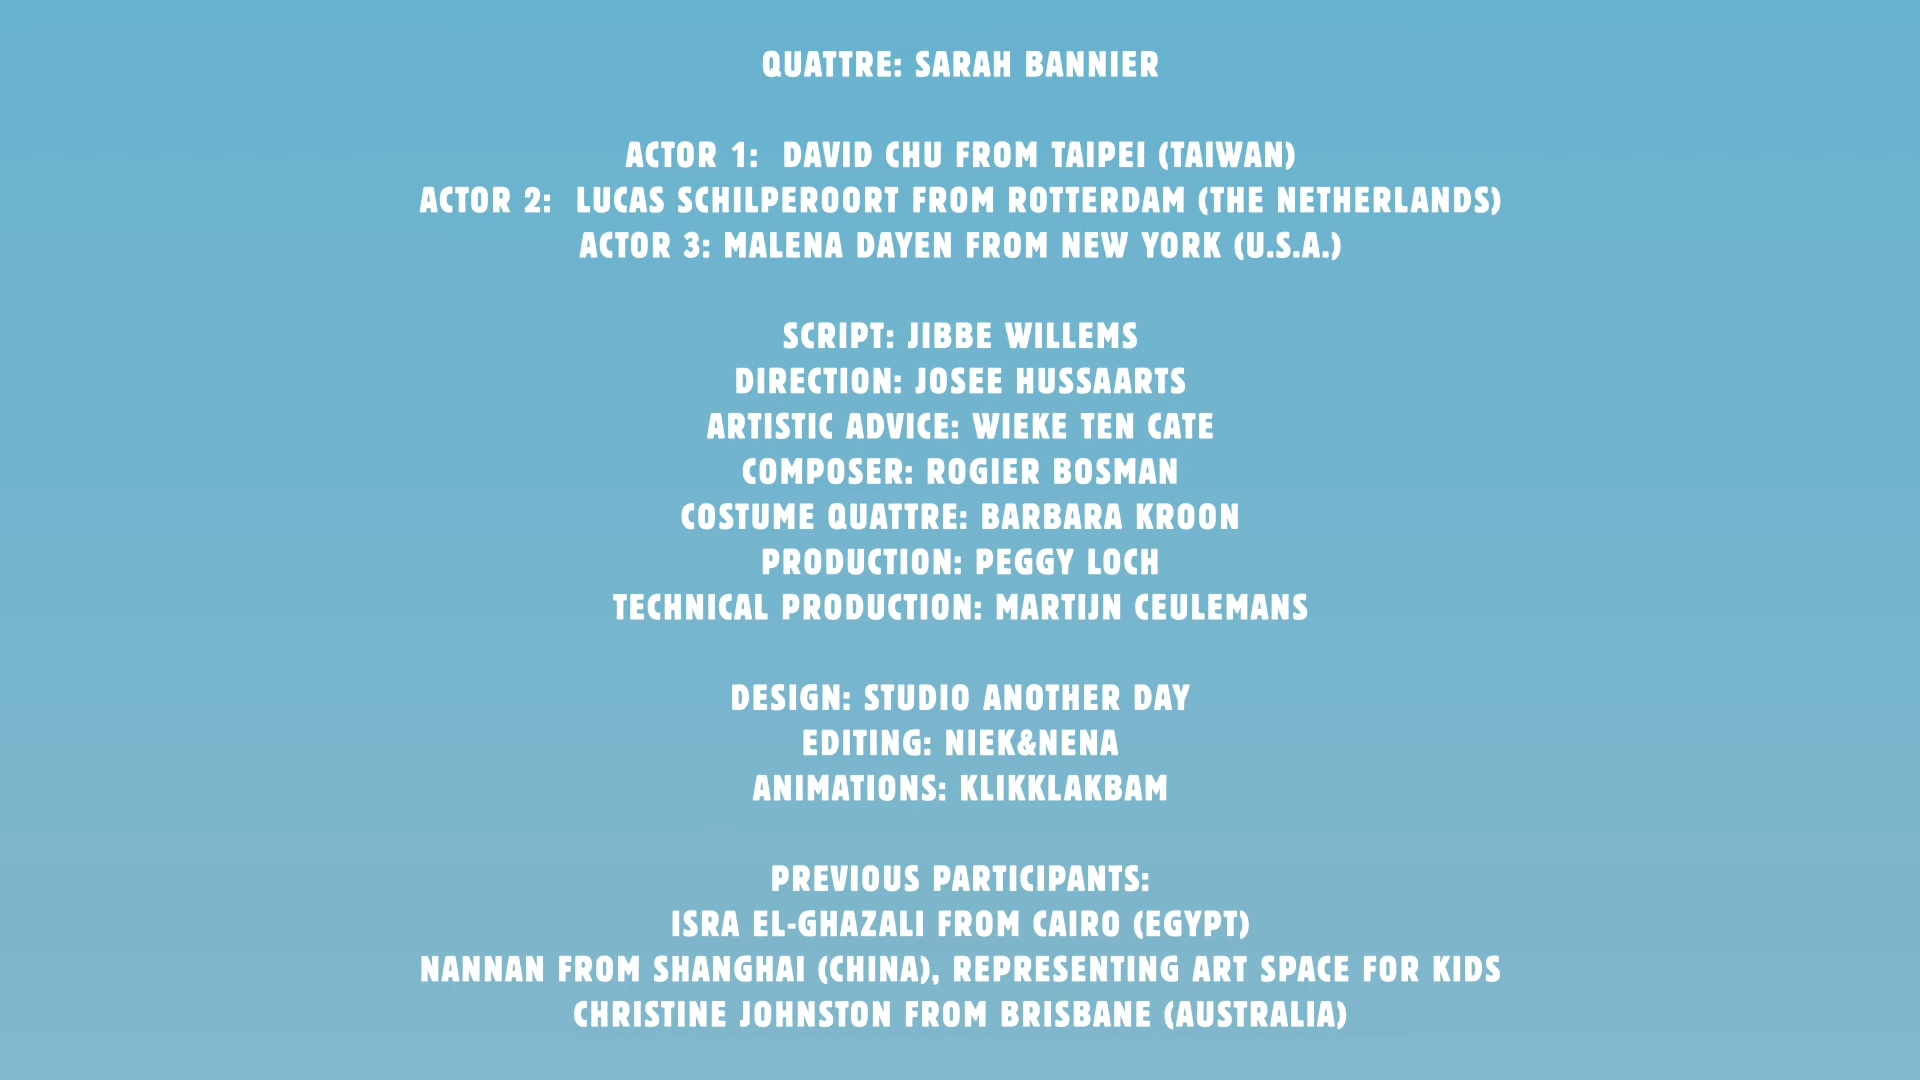 QUATTRE: SARAH BANNIER
ACTOR 1: DAVID CHU FROM TAIPEI (TAIWAN)
ACTOR 2: LUCAS SCHILPEROORT FROM ROTTERDAM (THE NETHERLANDS)
ACTOR 3: MALENA DAYEN FROM NEW YORK (U.S.A.)
SCRIPT: JIBBE WILLEMS
DIRECTION: JOSEE HUSSAARTS
ARTISTIC ADVICE: WIEKE TEN CATE
COMPOSER: ROGIER BOSMAN
COSTUME QUATTRE: BARBARA KROON
PRODUCTION: PEGGY LOCH
TECHNICAL PRODUCTION: MARTIJN CEULEMANS
DESIGN: STUDIO ANOTHER DAY
EDITING: NIEK&NENA
ANIMATIONS: KLIKKLAKBAM
PREVIOUS PARTICIPANTS:
ISRA EL-GHAZALI FROM CAIRO (EGYPT)
NANNAN FROM SHANGHAI (CHINA), REPRESENTING ART SPACE FOR KIDS
CHRISTINE JOHNSTON FROM BRISBANE (AUSTRALIA)